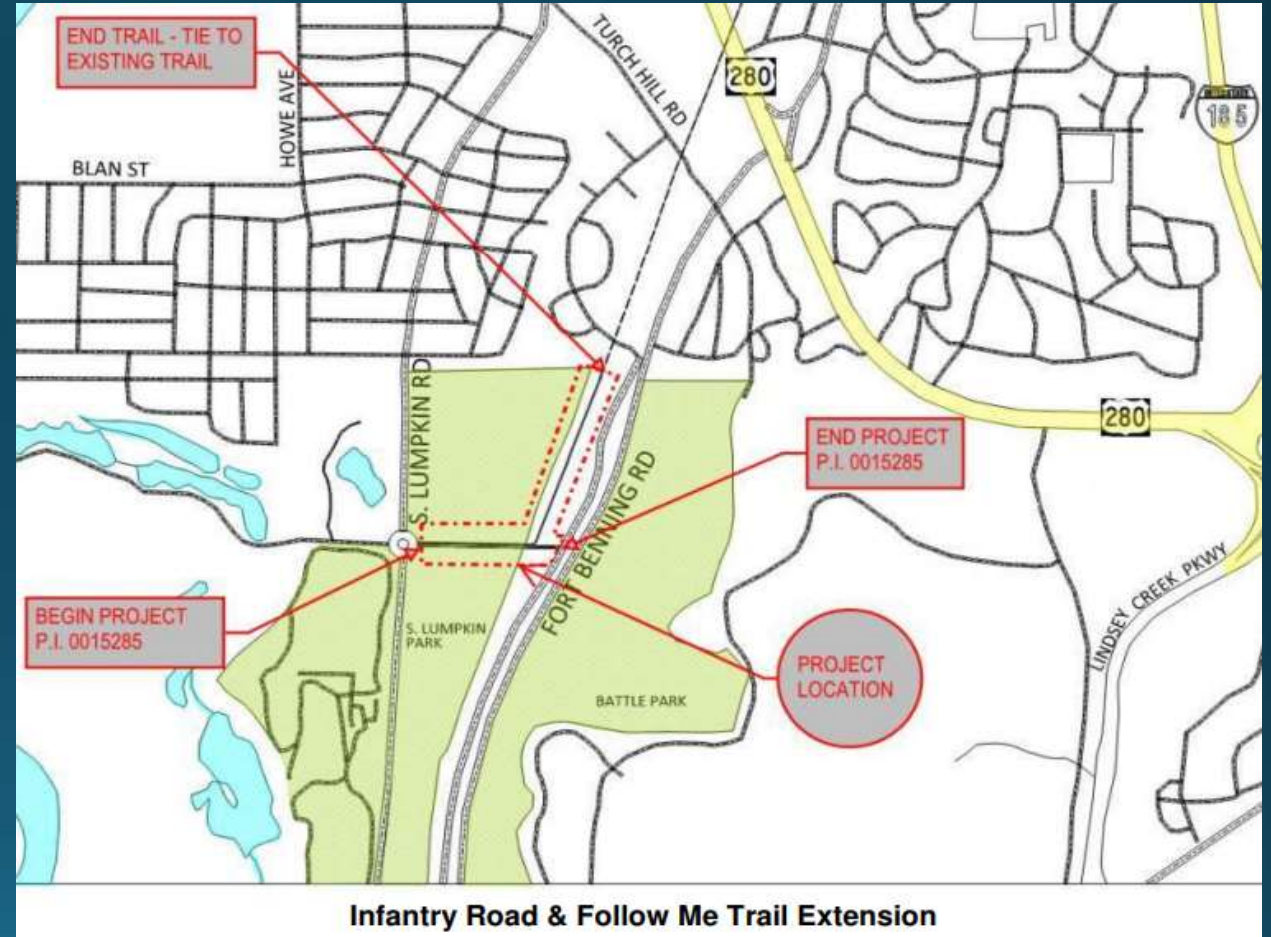 END TRAIL - TIE TO
EXISTING TRAIL
HOWE AVE
TURCH HILL RD
280
185
BLAN ST
S. LUMPKIN RD
280
END PROJECT
P.I. 0015285
FORT BENNING RD
LINDSEY CREEK PKWY
BEGIN PROJECT
P.I. 0015285
S. LUMPKIN
PARK
PROJECT
LOCATION
BATTLE PARK
Infantry Road & Follow Me Trail Extension